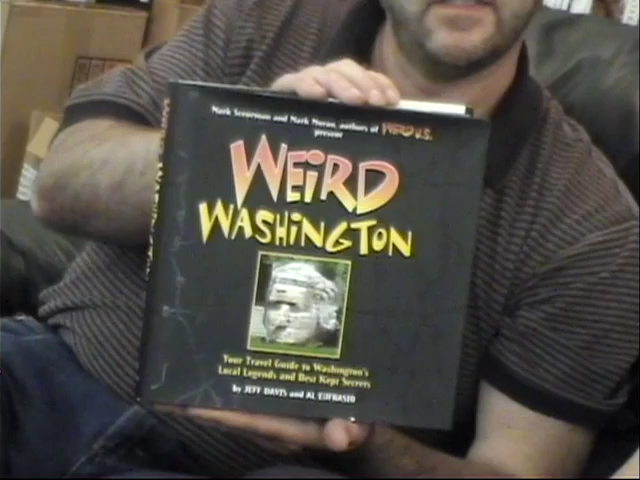 Mark Sceurman and Mark Moran, authors of WEIRD U.S.
present
WEIRD
WASHINGTON
Your Travel Guide to Washington's
Local Legends and Best Kept Secrets
by JEFF DAVIS and AL EUFRASIO